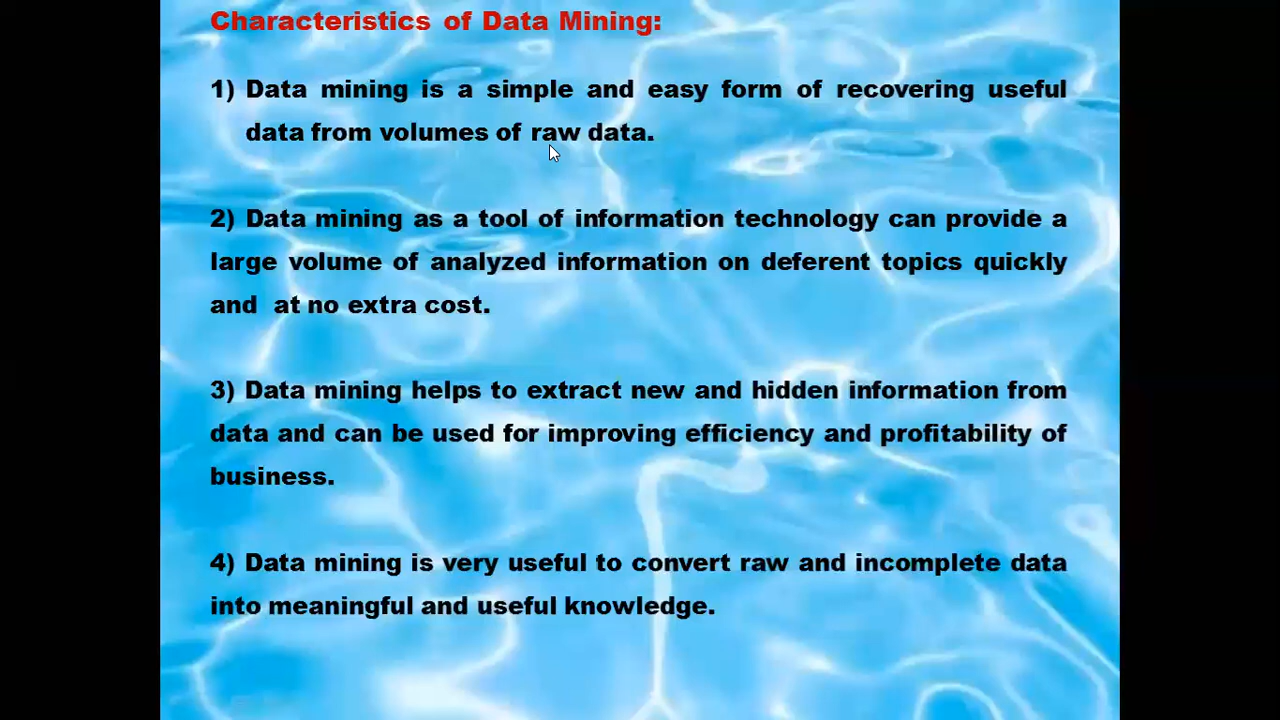 Characteristics of Data Mining:
1) Data mining is a simple and easy form of recovering useful
data from volumes of raw data.
2) Data mining as a tool of information technology can provide a
large volume of analyzed information on deferent topics quickly
and at no extra cost.
3) Data mining helps to extract new and hidden information from
data and can be used for improving efficiency and profitability of
business.
4) Data mining is very useful to convert raw and incomplete data
into meaningful and useful knowledge.